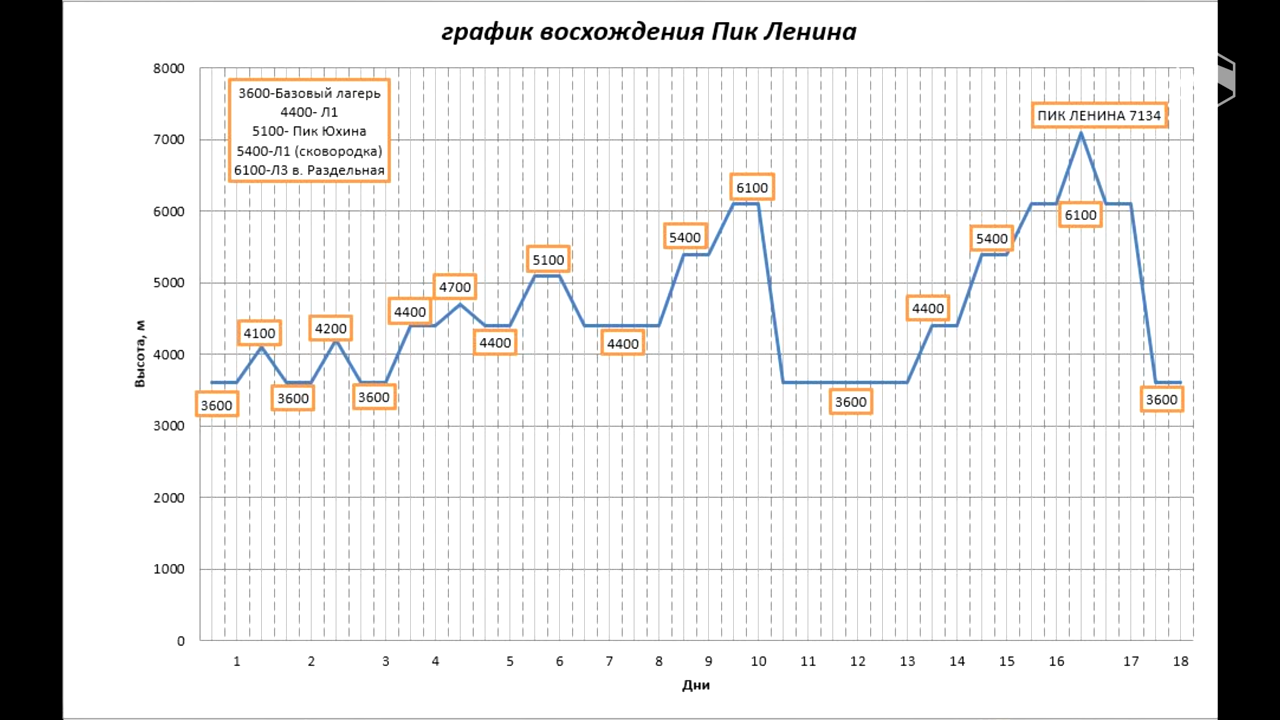 график восхождения Пик Ленина
8000
7000
6000
5000
4000
3000
2000
1000
0
Высота, м
3600-Базовый лагерь
4400- Л1
5100- Пик Юхина
5400-Л1 (сковородка)
6100-Л3 в. Раздельная
3600
4100
3600
4200
3600
4400
4700
4400
5100
4400
5400
6100
3600
4400
5400
ПИК ЛЕНИНА 7134
6100
3600
1 2 3 4 5 6 7 8 9 10 11 12 13 14 15 16 17 18
Дни